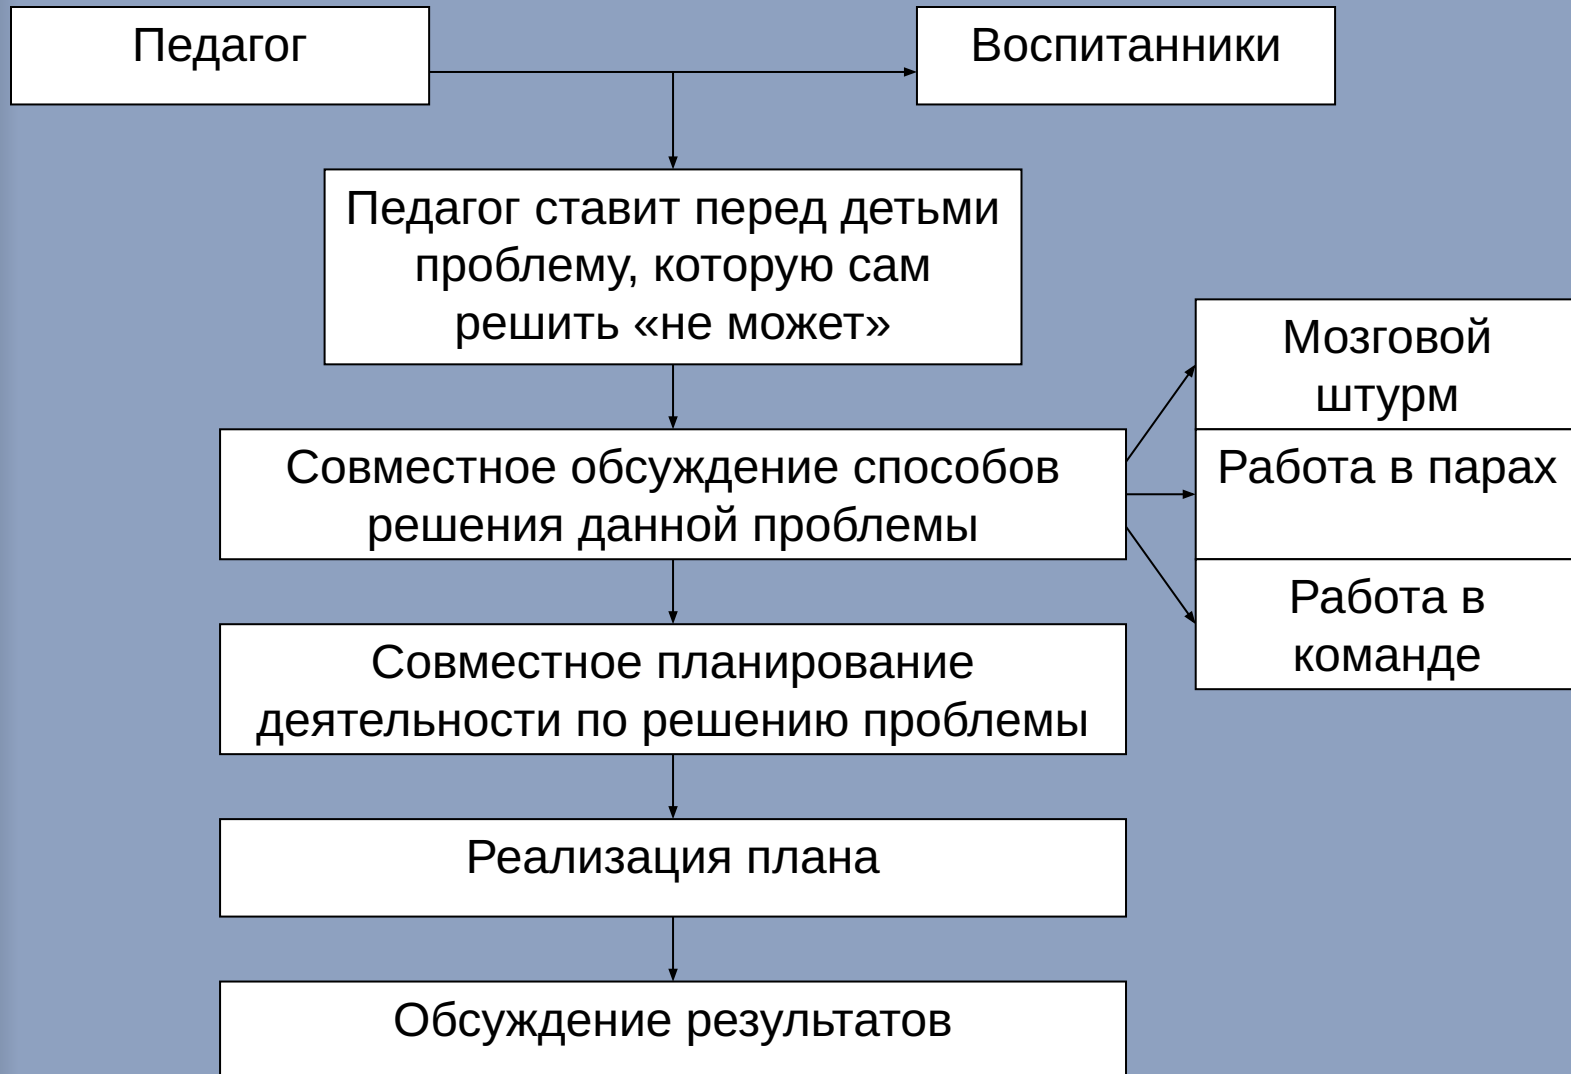 Педагог
Воспитанники
Педагог ставит перед детьми
проблему, которую сам
решить «не может»
Мозговой
штурм
Совместное обсуждение способов
решения данной проблемы
Работа в парах
Работа в
команде
Совместное планирование
деятельности по решению проблемы
Реализация плана
Обсуждение результатов